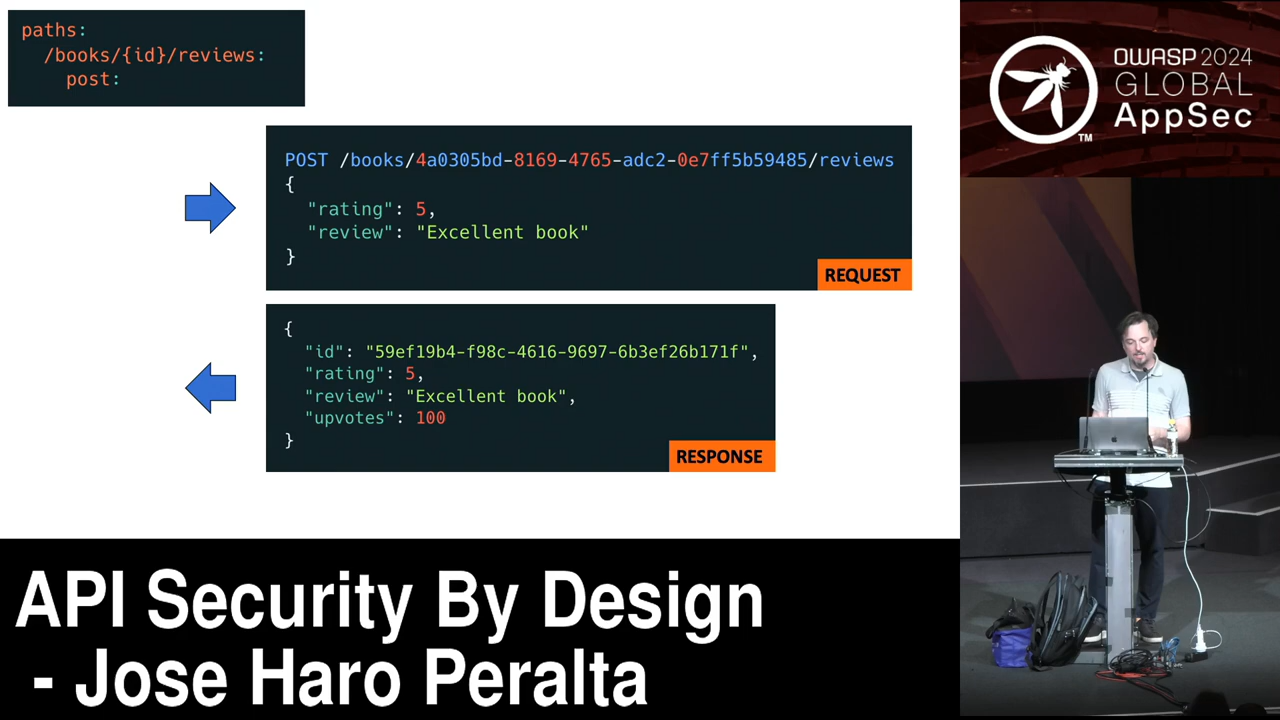 paths:
/books/{id}/reviews:
post:
POST /books/4a0305bd-8169-4765-adc2-0e7ff5b59485/reviews
{
"rating": 5,
"review": "Excellent book"
}
REQUEST
{
"id": "59ef19b4-f98c-4616-9697-6b3ef26b171f",
"rating": 5,
"review": "Excellent book",
"upvotes": 100
}
RESPONSE
OWASP 2024
GLOBAL
AppSec
TM
API Security By Design
- Jose Haro Peralta